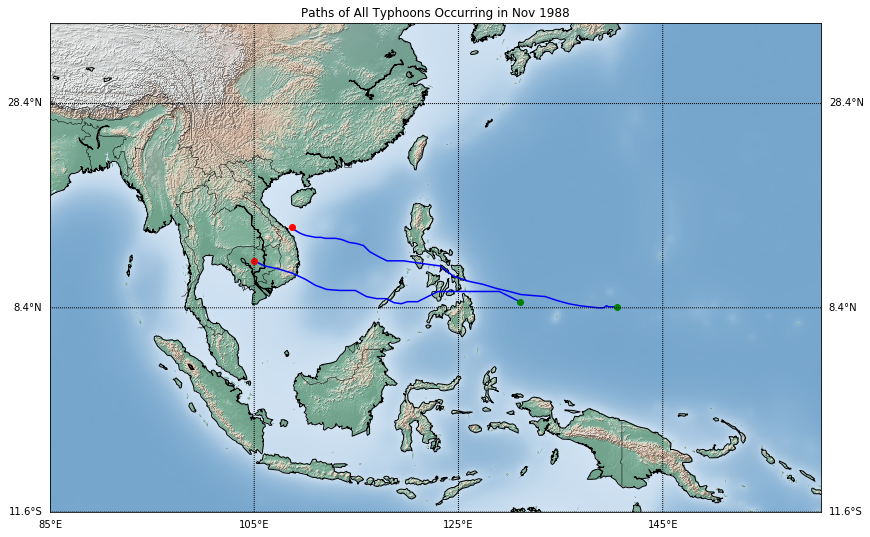 Paths of All Typhoons Occurring in Nov 1988
28.4°N 28.4°N
8.4°N 8.4°N
11.6°S 11.6°S
85°E 105°E 125°E 145°E